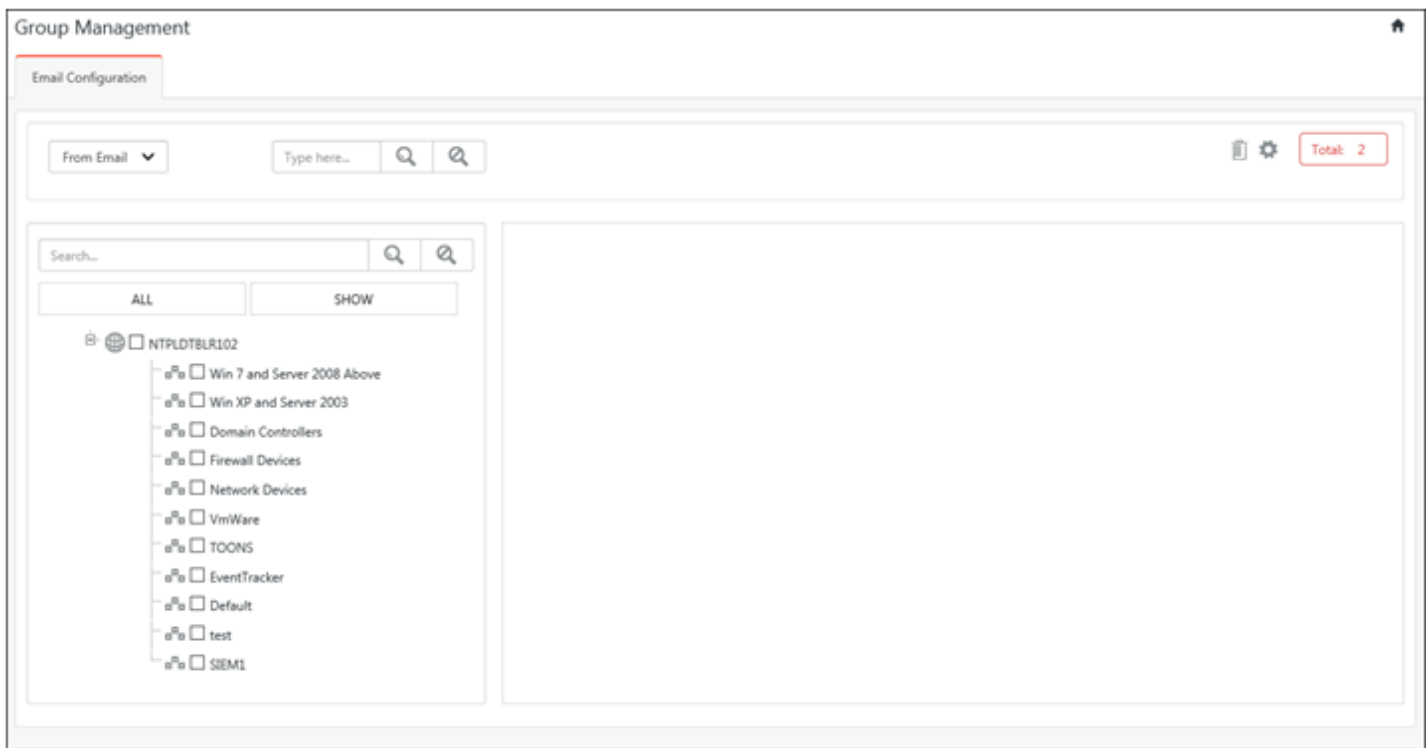 Group Management
Email Configuration
From Email
Type here...
Total: 2
Search...
ALL SHOW
NTPLDTBLR102
Win 7 and Server 2008 Above
Win XP and Server 2003
Domain Controllers
Firewall Devices
Network Devices
VmWare
TOONS
EventTracker
Default
test
SIEM1